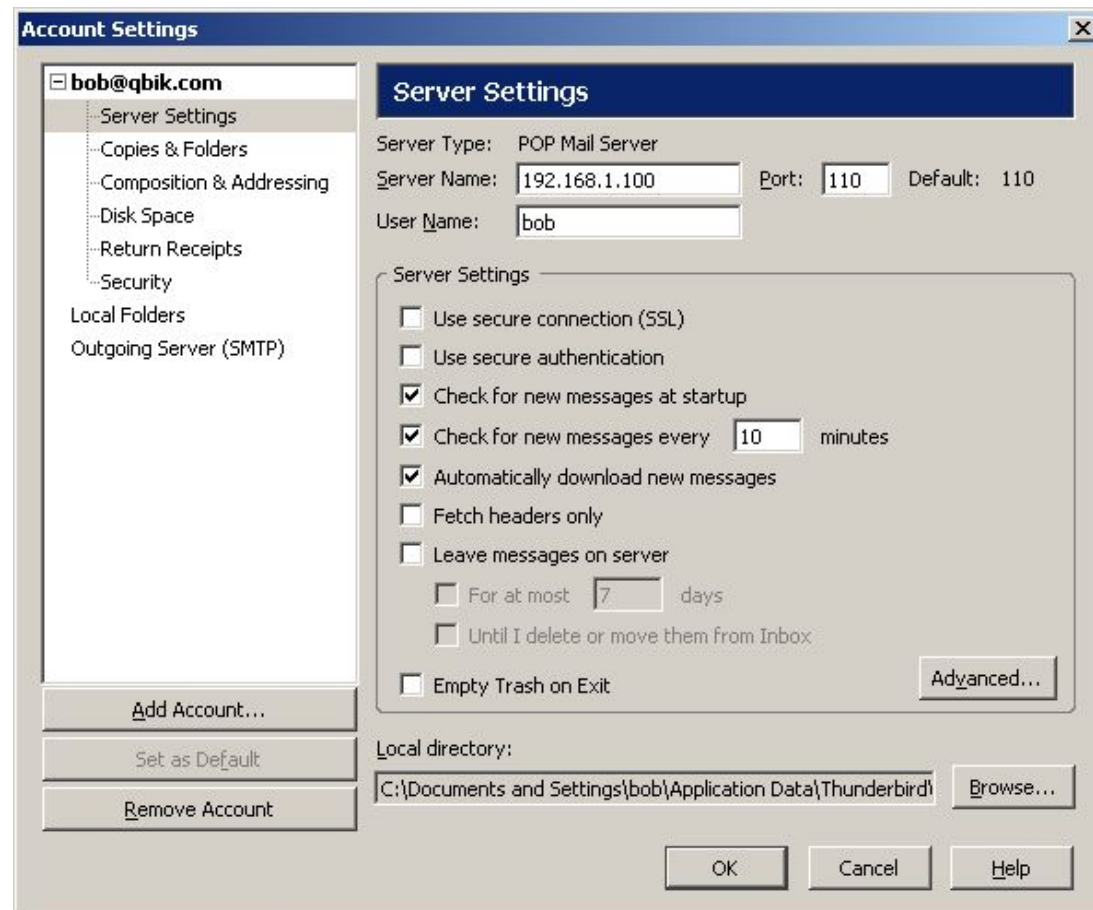 Account Settings
bob@qbik.com
Server Settings
Copies & Folders
Composition & Addressing
Disk Space
Return Receipts
Security
Local Folders
Outgoing Server (SMTP)
Add Account...
Set as Default
Remove Account
Server Settings
Server Type: POP Mail Server
Server Name: 192.168.1.100 Port: 110 Default: 110
User Name: bob
Server Settings
Use secure connection (SSL)
Use secure authentication
Check for new messages at startup
Check for new messages every 10 minutes
Automatically download new messages
Fetch headers only
Leave messages on server
For at most 7 days
Until I delete or move them from Inbox
Empty Trash on Exit Advanced...
Local directory:
C:\Documents and Settings\bob\Application Data\Thunderbird\ Browse...
OK Cancel Help